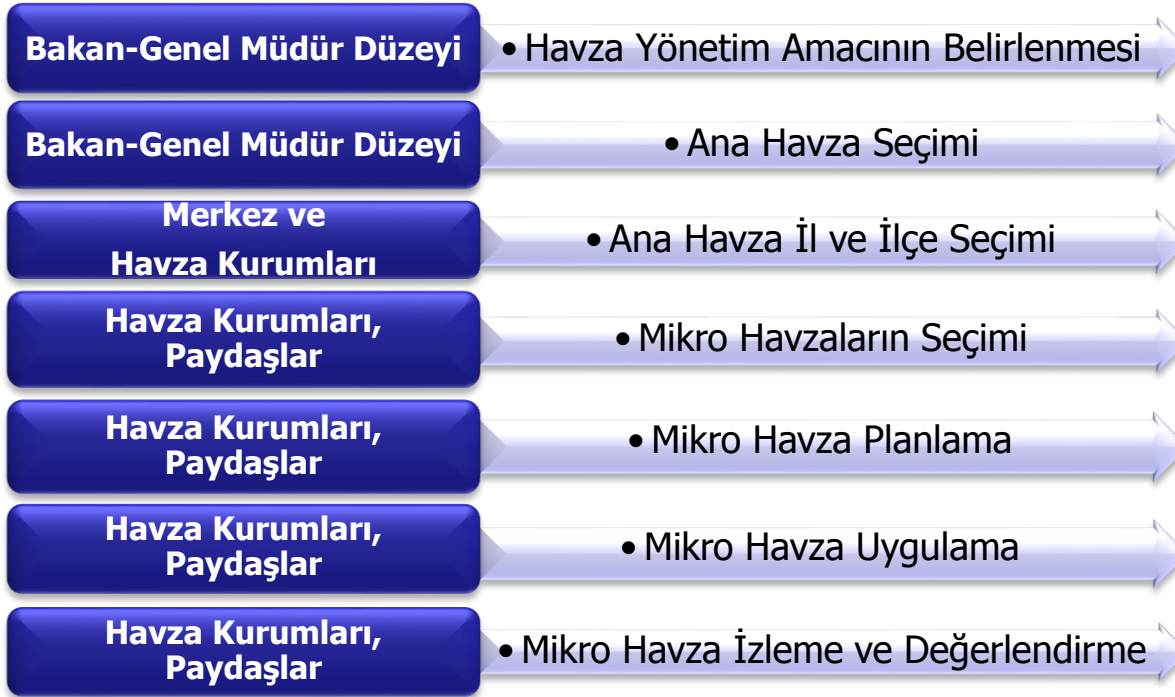 Bakan-Genel Müdür Düzeyi
• Havza Yönetim Amacının Belirlenmesi
Bakan-Genel Müdür Düzeyi
• Ana Havza Seçimi
Merkez ve
Havza Kurumları
• Ana Havza İl ve İlçe Seçimi
Havza Kurumları,
Paydaşlar
• Mikro Havzaların Seçimi
Havza Kurumları,
Paydaşlar
• Mikro Havza Planlama
Havza Kurumları,
Paydaşlar
• Mikro Havza Uygulama
Havza Kurumları,
Paydaşlar
• Mikro Havza İzleme ve Değerlendirme